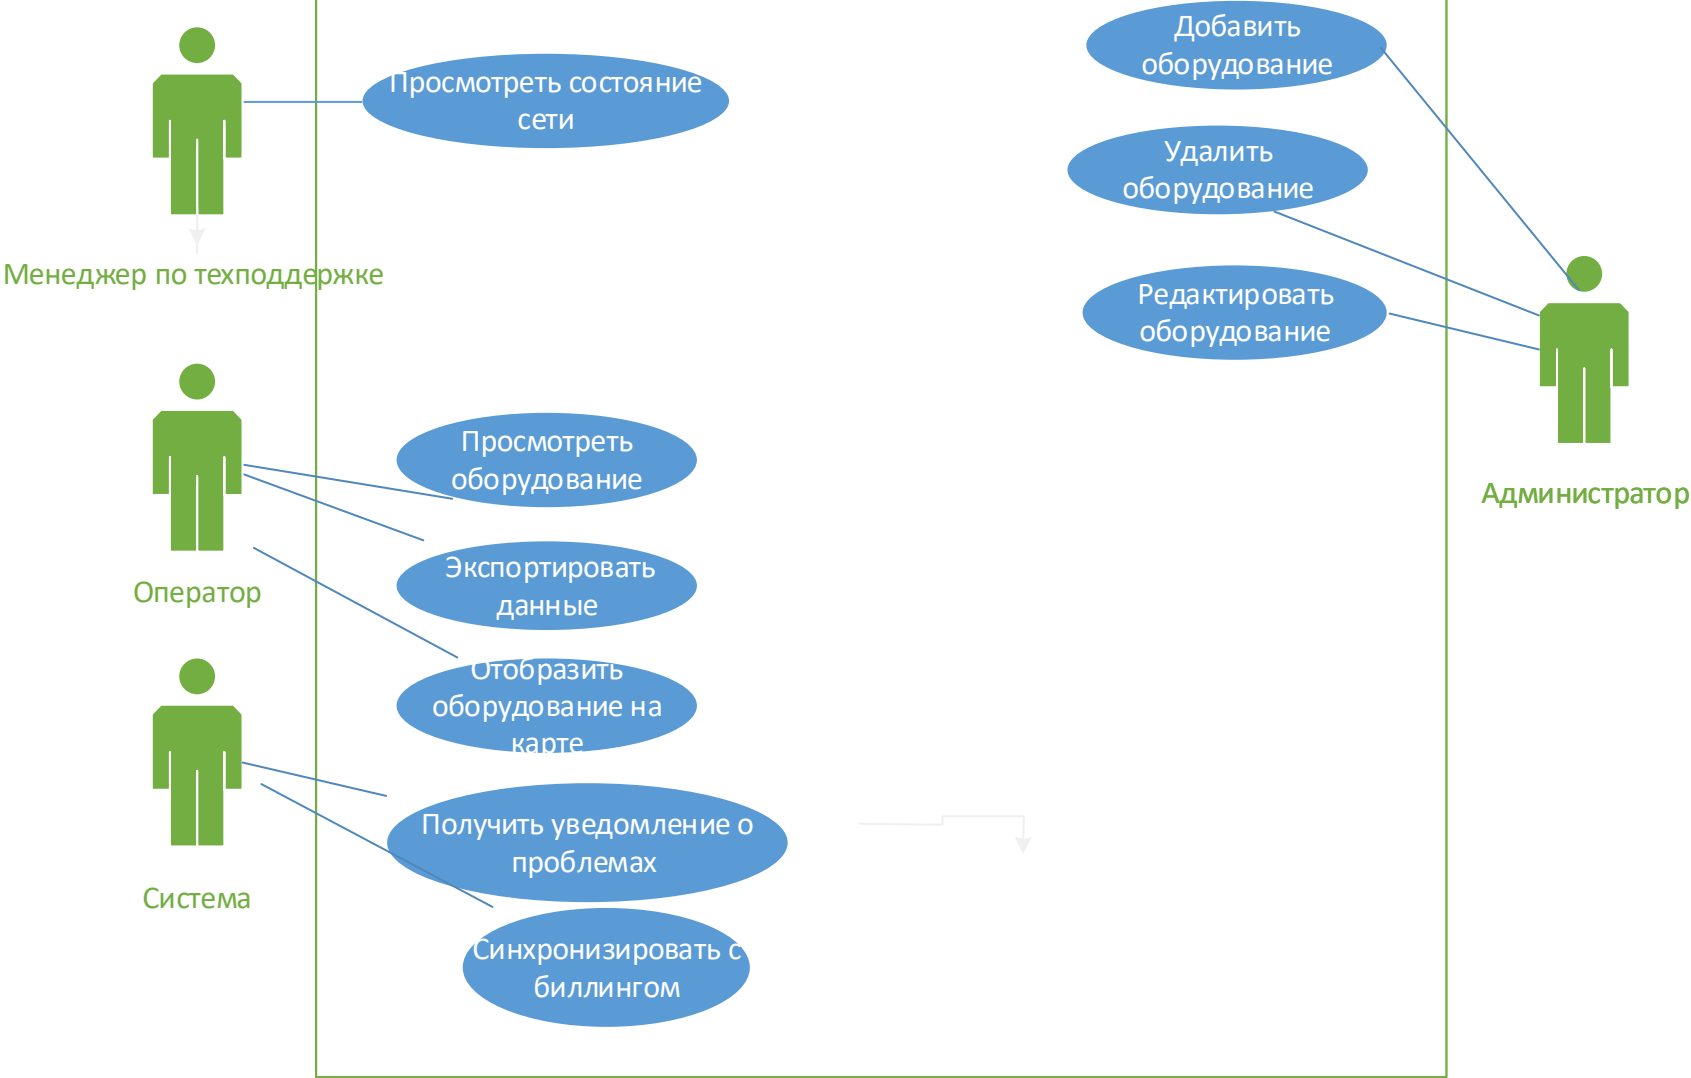 Добавить
оборудование
Просмотреть состояние
сети
Удалить
оборудование
Менеджер по техподдержке
Редактировать
оборудование
Просмотреть
оборудование
Администратор
Экспортировать
данные
Оператор
Отобразить
оборудование на
карте
Получить уведомление о
проблемах
Система
Синхронизировать с
биллингом